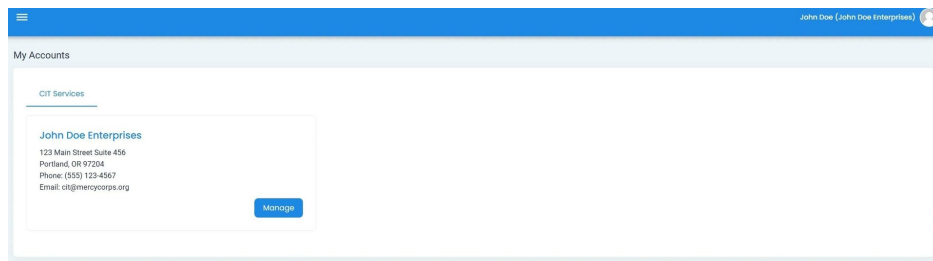 John Doe (John Doe Enterprises)
My Accounts
CIT Services
John Doe Enterprises
123 Main Street Suite 456
Portland, OR 97204
Phone: (555) 123-4567
Email: cit@mercycorps.org
Manage